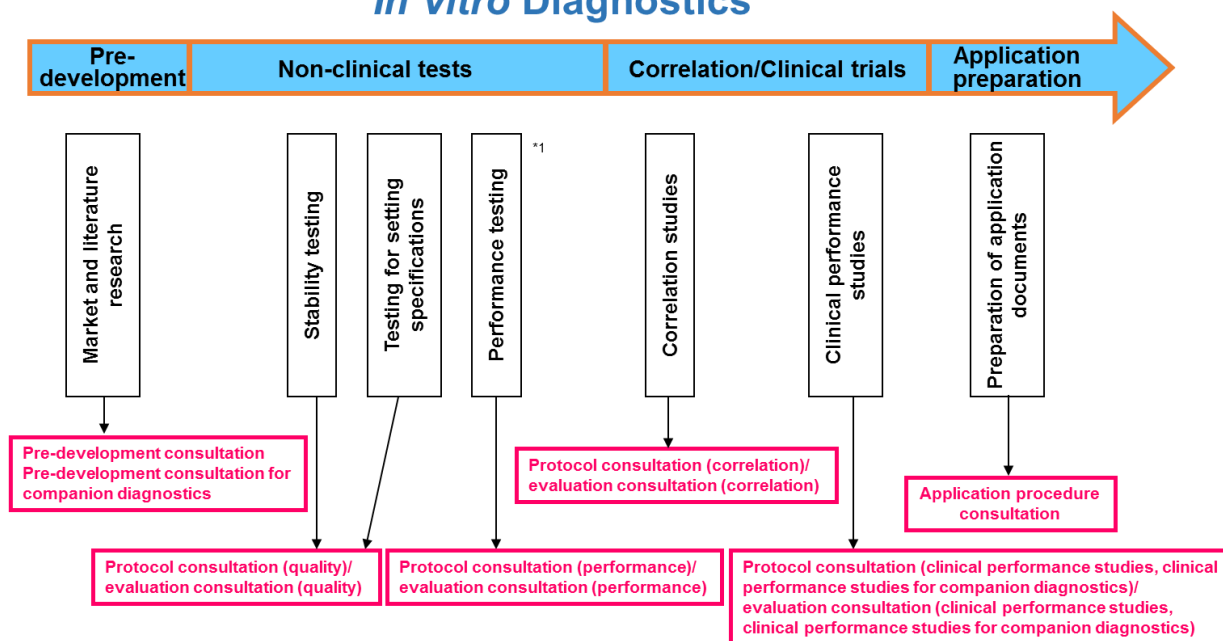 In vitro Diagnostics
Pre-
development
Non-clinical tests
Correlation/Clinical trials
Application
preparation
Market and literature
research
Stability testing
Testing for setting
specifications
Performance testing
*1
Correlation studies
Clinical performance
studies
Preparation of application
documents
Pre-development consultation
Pre-development consultation for
companion diagnostics
Protocol consultation (correlation)/
evaluation consultation (correlation)
Application procedure
consultation
Protocol consultation (quality)/
evaluation consultation (quality)
Protocol consultation (performance)/
evaluation consultation (performance)
Protocol consultation (clinical performance studies, clinical
performance studies for companion diagnostics)/
evaluation consultation (clinical performance studies,
clinical performance studies for companion diagnostics)